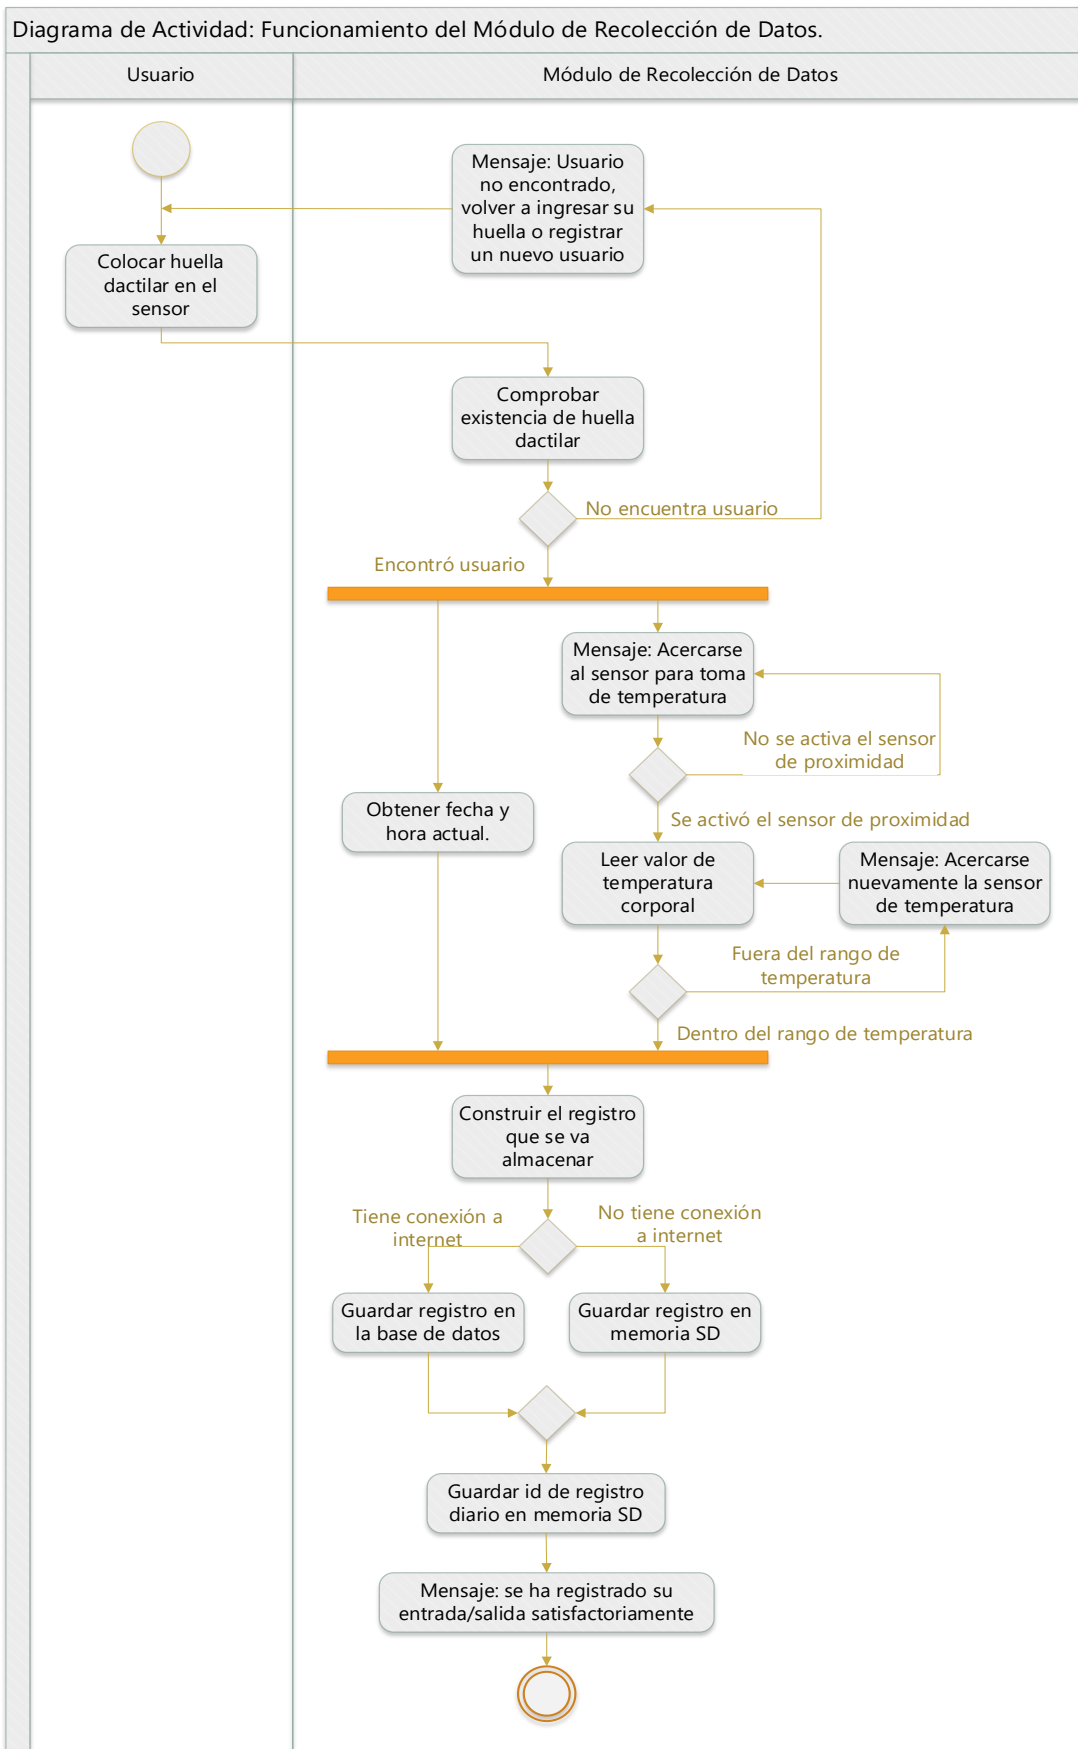 Diagrama de Actividad: Funcionamiento del Módulo de Recolección de Datos.
Usuario
Módulo de Recolección de Datos
Mensaje: Usuario
no encontrado,
volver a ingresar su
huella o registrar
un nuevo usuario
Colocar huella
dactilar en el
sensor
Comprobar
existencia de huella
dactilar
No encuentra usuario
Encontró usuario
Mensaje: Acercarse
al sensor para toma
de temperatura
No se activa el sensor
de proximidad
Obtener fecha y
hora actual.
Se activó el sensor de proximidad
Leer valor de
temperatura
corporal
Mensaje: Acercarse
nuevamente la sensor
de temperatura
Fuera del rango de
temperatura
Dentro del rango de temperatura
Construir el registro
que se va
almacenar
Tiene conexión a
internet
No tiene conexión
a internet
Guardar registro en
la base de datos
Guardar registro en
memoria SD
Guardar id de registro
diario en memoria SD
Mensaje: se ha registrado su
entrada/salida satisfactoriamente